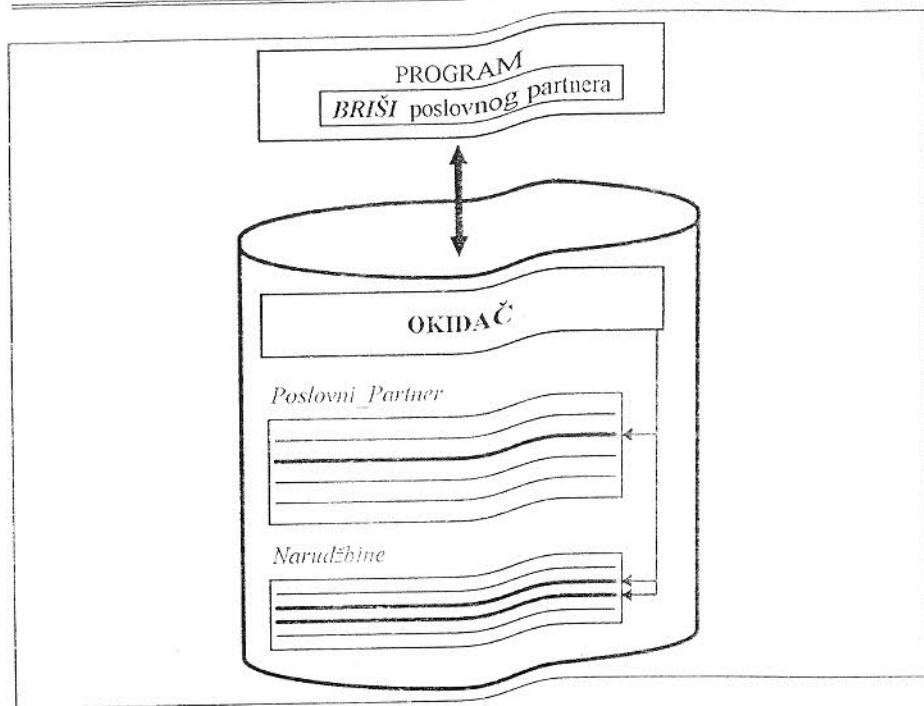 PROGRAM
BRIŠI poslovnog partnera
OKIDAČ
Poslovni_Partner
Narudžbine